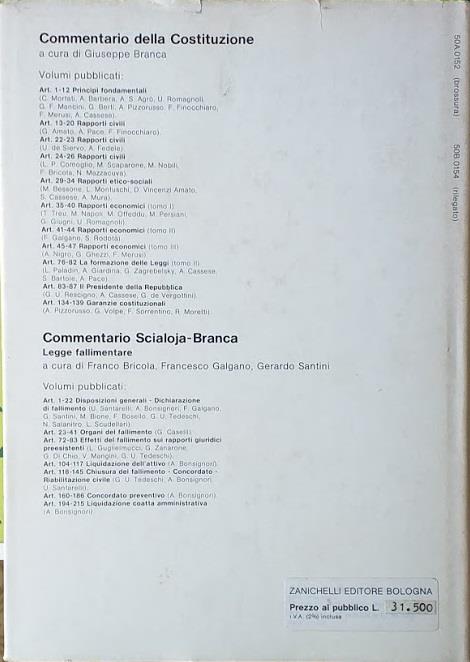 Commentario della Costituzione
a cura di Giuseppe Branca
Volumi pubblicati:
Art. 1-12 Principi fondamentali
(C. Mortati, A. Barbera, A. S. Agrò, U. Romagnoli,
G. F. Mancini, G. Berti, A. Pizzorusso, F. Finocchiaro,
F. Merusi, A. Cassese).
Art. 13-20 Rapporti civili
(G. Amato, A. Pace, F. Finocchiaro).
Art. 22-23 Rapporti civili
(U. de Siervo, A. Fedele).
Art. 24-26 Rapporti civili
(L. P. Comoglio, M. Scaparone, M. Nobili,
F. Bricola, N. Mazzacuva).
Art. 29-34 Rapporti etico-sociali
(M. Bessone, L. Montuschi, D. Vincenzi Amato,
S. Cassese, A. Mura).
Art. 35-40 Rapporti economici (tomo I)
(T. Treu, M. Napoli, M. Offeddu, M. Persiani,
G. Giugni, U. Romagnoli).
Art. 41-44 Rapporti economici (tomo II)
(F. Galgano, S. Rodotà).
Art. 45-47 Rapporti economici (tomo III)
(A. Nigro, G. Ghezzi, F. Merusi)
Art. 76-82 La formazione delle Leggi (tomo II)
(L. Paladin, A. Giardina, G. Zagrebelsky, A. Cassese,
S. Bartole, A. Pace)
Art. 83-87 Il Presidente della Repubblica
(G. U. Rescigno, A. Cassese, G. de Vergottini).
Art. 134-139 Garanzie costituzionali
(A. Pizzorusso, G. Volpe, F. Sorrentino, R. Moretti).
Commentario Scialoja-Branca
Legge fallimentare
a cura di Franco Bricola, Francesco Galgano, Gerardo Santini
Volumi pubblicati:
Art. 1-22 Disposizioni generali - Dichiarazione
di fallimento (U. Santarelli, A. Bonsignori, F. Galgano,
G. Santini, M. Bione, F. Bosello, G. U. Tedeschi,
N. Salanitro, L. Scudellari).
Art. 23-41 Organi del fallimento (G. Caselli).
Art. 72-83 Effetti del fallimento sui rapporti giuridici
preesistenti (L. Guglielmucci, G. Zanarone,
G. Di Chio, V. Mangini, G. U. Tedeschi).
Art. 104-117 Liquidazione dell'attivo (A. Bonsignori).
Art. 118-145 Chiusura del fallimento - Concordato -
Riabilitazione civile (G. U. Tedeschi, A. Bonsignori,
U. Santarelli).
Art. 160-186 Concordato preventivo (A. Bonsignori).
Art. 194-215 Liquidazione coatta amministrativa
(A. Bonsignori)
50A.0152 (brossura)
50B.0154 (rilegato)
ZANICHELLI EDITORE BOLOGNA
Prezzo al pubblico L. 31.500
I.V.A. (2%) inclusa